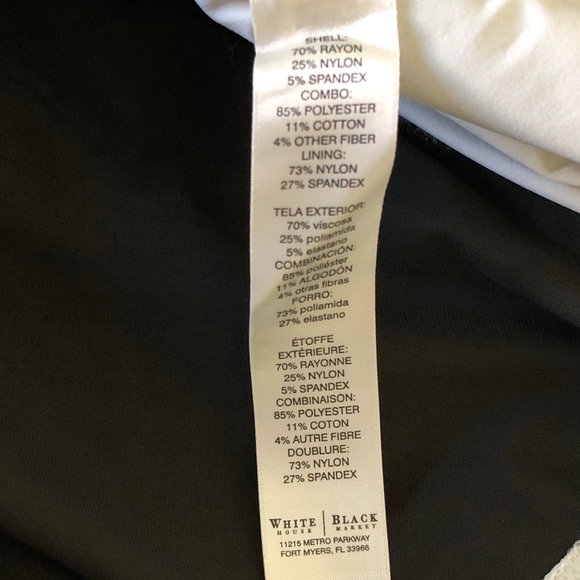 SHELL:
70% RAYON
25% NYLON
5% SPANDEX
COMBO:
85% POLYESTER
11% COTTON
4% OTHER FIBER
LINING:
73% NYLON
27% SPANDEX
TELA EXTERIOR:
70% viscosa
25% poliamida
5% elastano
COMBINACIÓN:
85% poliéster
11% ALGODÓN
4% otras fibras
FORRO:
73% poliamida
27% elastano
ÉTOFFE
EXTÉRIEURE:
70% RAYONNE
25% NYLON
5% SPANDEX
COMBINAISON:
85% POLYESTER
11% COTON
4% AUTRE FIBRE
DOUBLURE:
73% NYLON
27% SPANDEX
WHITE | BLACK
HOUSE | MARKET
11215 METRO PARKWAY
FORT MYERS, FL 33966